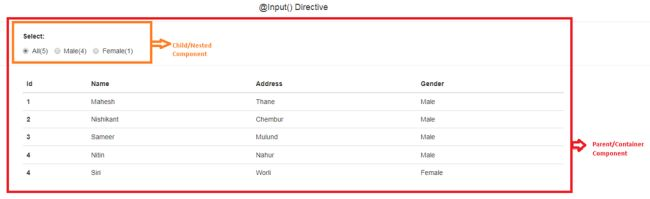 @Input() Directive
Select:
All(5) Male(4) Female(1)
Child/Nested
Component
Id Name Address Gender
1 Mahesh Thane Male
2 Nishikant Chembur Male
3 Sameer Mulund Male
4 Nitin Nahur Male
4 Siri Worli Female
Parent/Container
Component